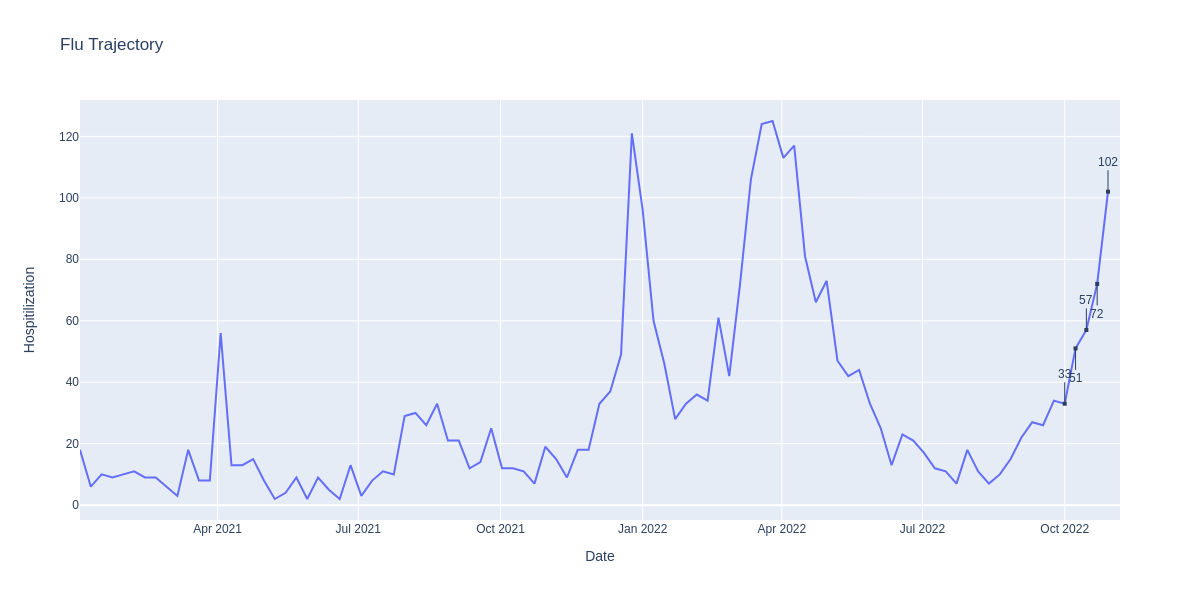 Flu Trajectory
120
100
80
60
40
20
0
Hospitilization
102
57
72
33
51
Apr 2021
Jul 2021
Oct 2021
Jan 2022
Apr 2022
Jul 2022
Oct 2022
Date